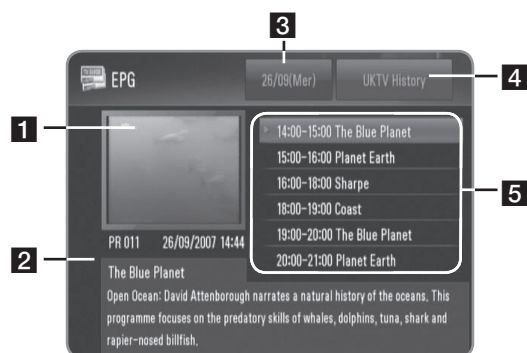 3
TV GUIDE EPG 26/09(Mer) UKTV History 4
1
14:00-15:00 The Blue Planet
15:00-16:00 Planet Earth
16:00-18:00 Sharpe 5
18:00-19:00 Coast
PR 011 26/09/2007 14:44 19:00-20:00 The Blue Planet
2 20:00-21:00 Planet Earth
The Blue Planet
Open Ocean: David Attenborough narrates a natural history of the oceans. This
programme focuses on the predatory skills of whales, dolphins, tuna, shark and
rapier-nosed billfish.